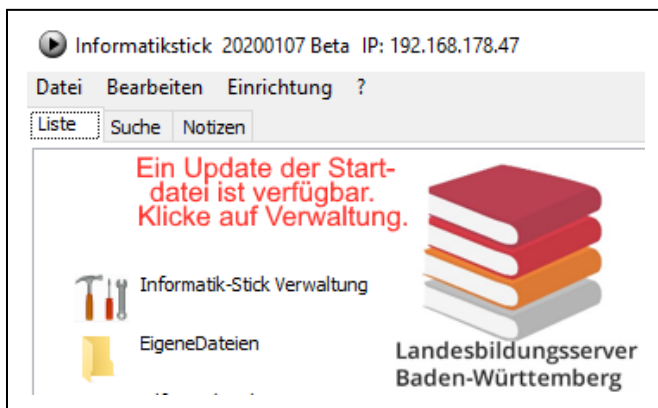 Informatikstick 20200107 Beta IP: 192.168.178.47
Datei Bearbeiten Einrichtung ?
Liste Suche Notizen
Ein Update der Start-
datei ist verfügbar.
Klicke auf Verwaltung.
Informatik-Stick Verwaltung
EigeneDateien
Landesbildungsserver
Baden-Württemberg